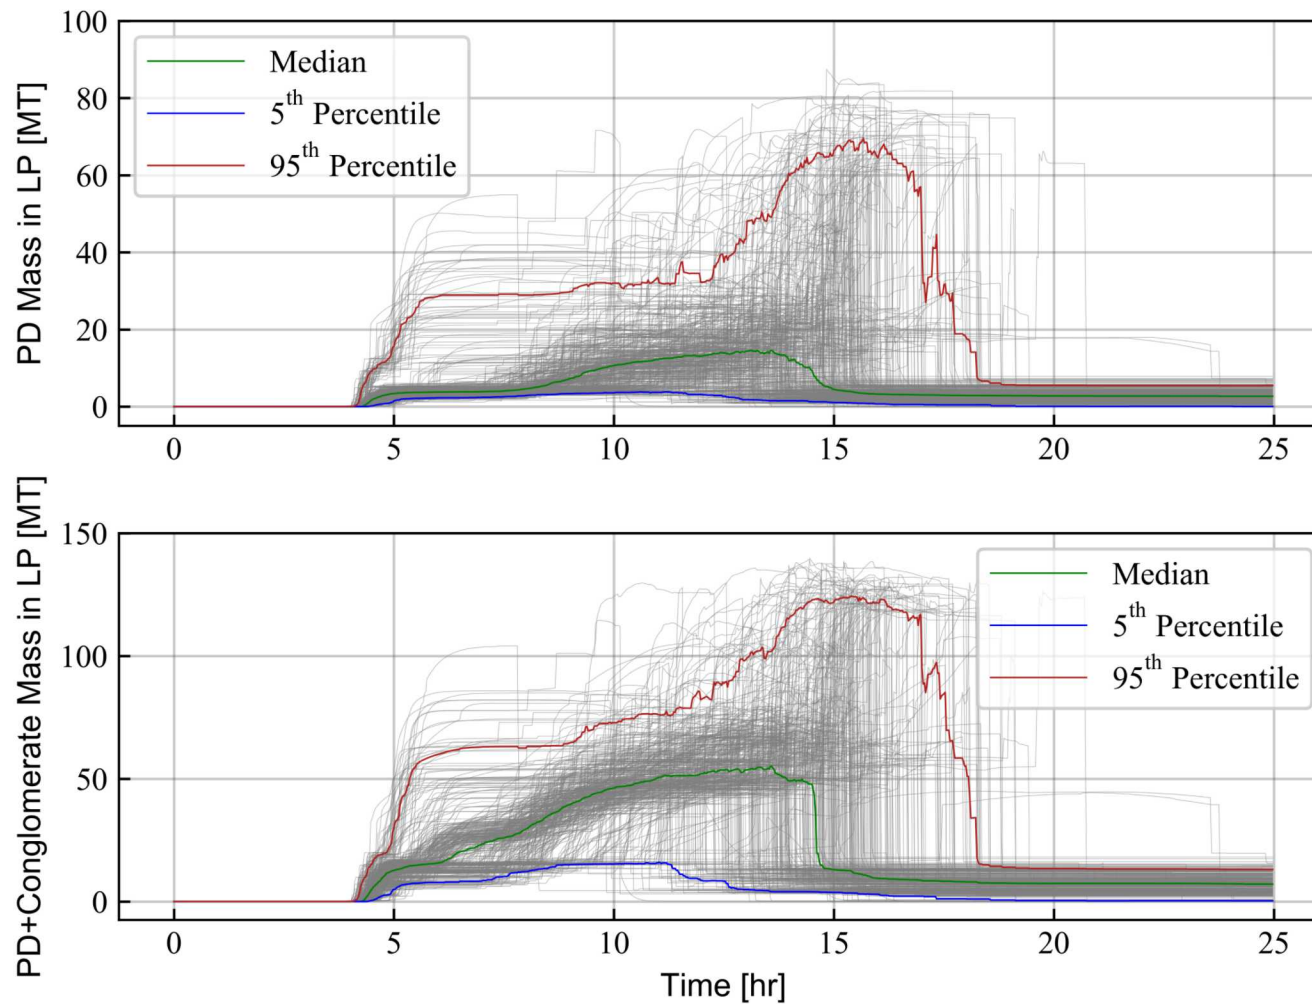 PD Mass in LP [MT]
100
80
60
40
20
0
Median
5th Percentile
95th Percentile
0 5 10 15 20 25
PD+Conglomerate Mass in LP [MT]
150
100
50
0
Median
5th Percentile
95th Percentile
0 5 10 15 20 25
Time [hr]